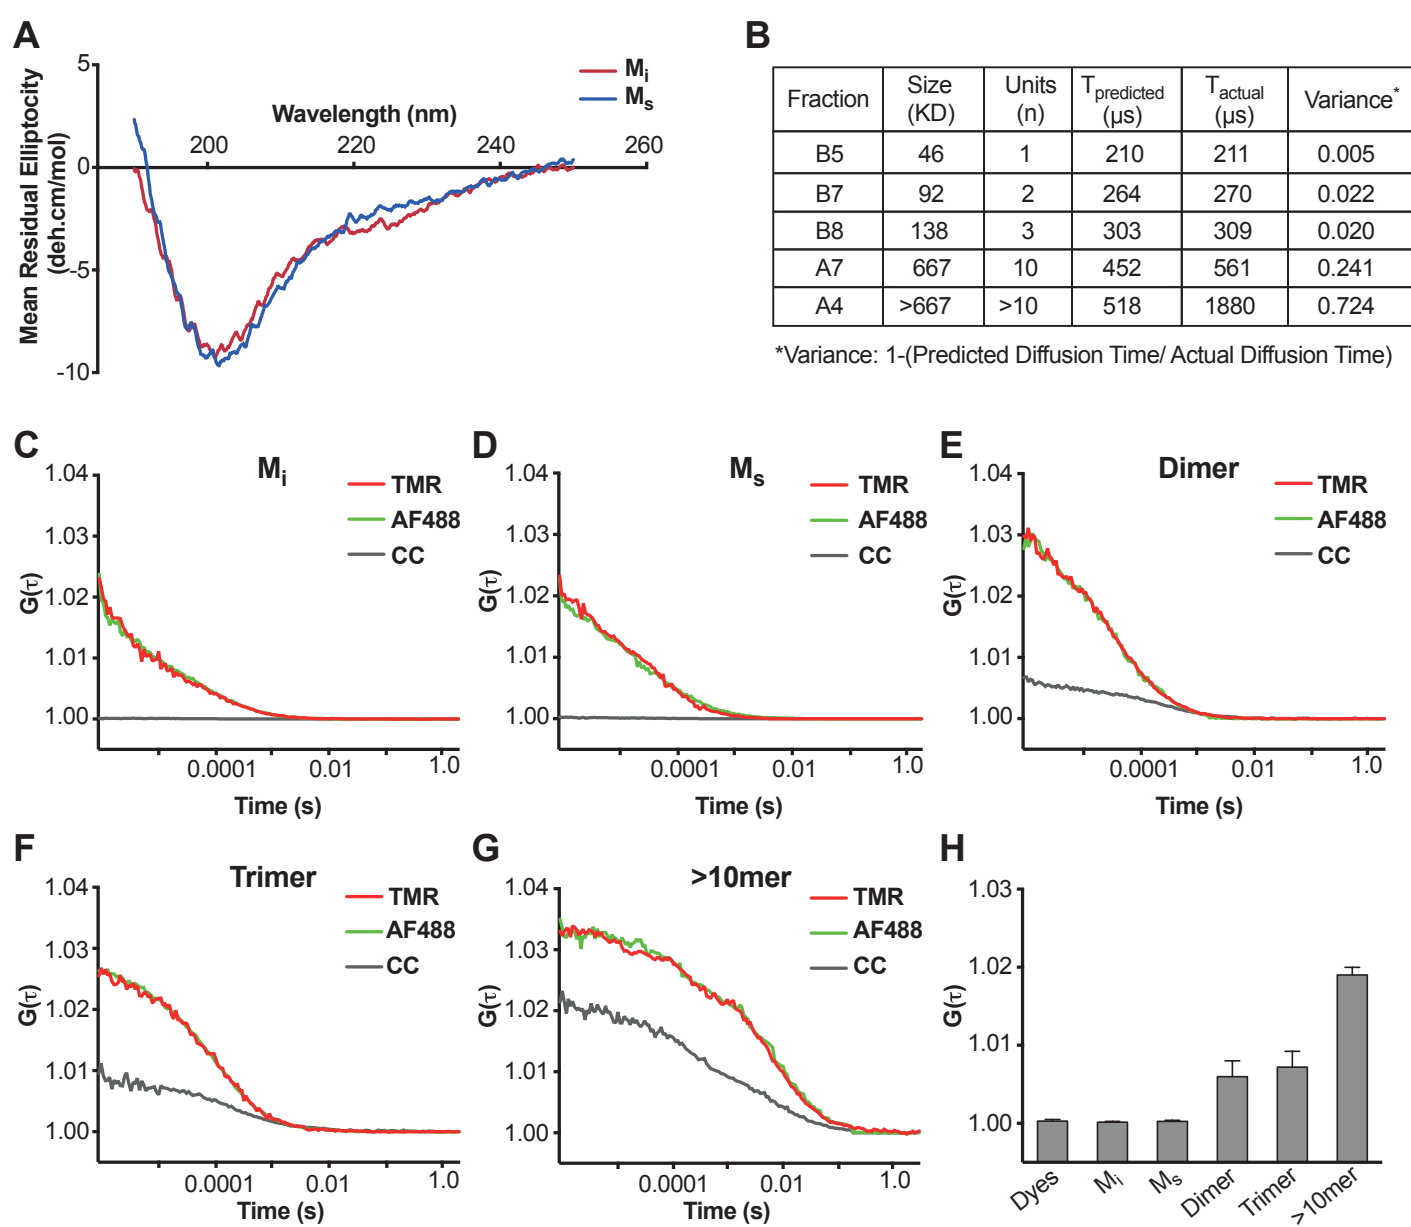 A
5
0
-5
-10
Mean Residual Elliptocity
(deh.cm/mol)
Wavelength (nm)
200
220
240
260
Mi
Ms
B
Fraction Size (KD) Units (n) Tpredicted (µs) Tactual (µs) Variance*
B5 46 1 210 211 0.005
B7 92 2 264 270 0.022
B8 138 3 303 309 0.020
A7 667 10 452 561 0.241
A4 >667 >10 518 1880 0.724
*Variance: 1-(Predicted Diffusion Time/ Actual Diffusion Time)
C
Mi
1.04
1.03
1.02
1.01
1.00
G(τ)
TMR
AF488
CC
0.0001 0.01 1.0
Time (s)
D
Ms
1.04
1.03
1.02
1.01
1.00
G(τ)
TMR
AF488
CC
0.0001 0.01 1.0
Time (s)
E
Dimer
1.04
1.03
1.02
1.01
1.00
G(τ)
TMR
AF488
CC
0.0001 0.01 1.0
Time (s)
F
Trimer
1.04
1.03
1.02
1.01
1.00
G(τ)
TMR
AF488
CC
0.0001 0.01 1.0
Time (s)
G
>10mer
1.04
1.03
1.02
1.01
1.00
G(τ)
TMR
AF488
CC
0.0001 0.01 1.0
Time (s)
H
1.03
1.02
1.01
1.00
G(τ)
Dyes
Mi
Ms
Dimer
Trimer
>10mer